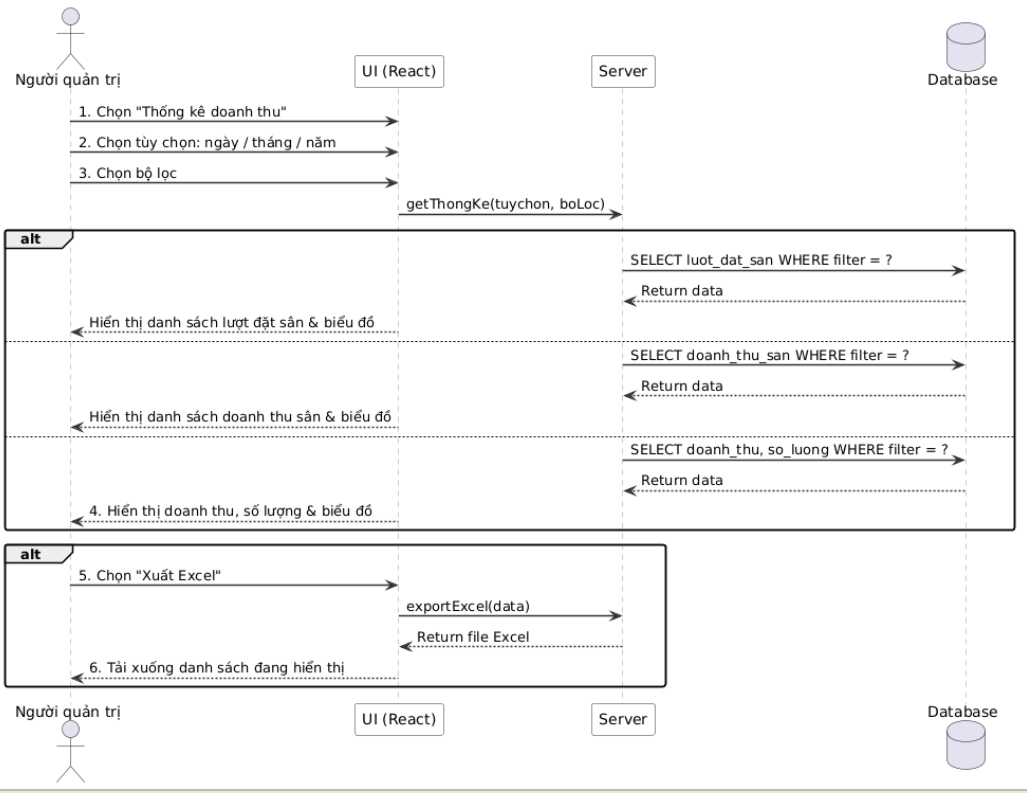 Người quản trị
UI (React)
Server
Database
1. Chọn "Thống kê doanh thu"
2. Chọn tùy chọn: ngày / tháng / năm
3. Chọn bộ lọc
getThongKe(tuychon, boLoc)
alt
SELECT luot_dat_san WHERE filter = ?
Return data
Hiển thị danh sách lượt đặt sân & biểu đồ
SELECT doanh_thu_san WHERE filter = ?
Return data
Hiển thị danh sách doanh thu sân & biểu đồ
SELECT doanh_thu, so_luong WHERE filter = ?
Return data
4. Hiển thị doanh thu, số lượng & biểu đồ
alt
5. Chọn "Xuất Excel"
exportExcel(data)
Return file Excel
6. Tải xuống danh sách đang hiển thị
Người quản trị
UI (React)
Server
Database